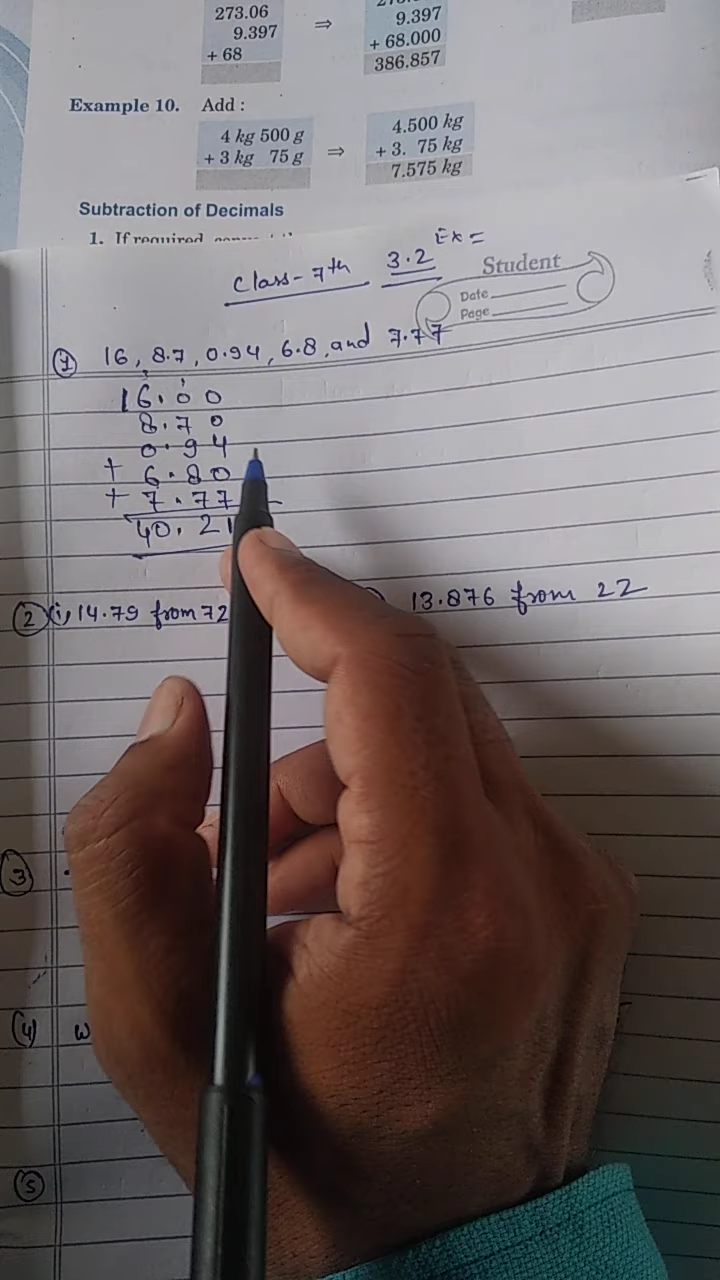 273.06
9.397
+ 68
⇒
9.397
+ 68.000
386.857
Example 10. Add :
4 kg 500 g
+ 3 kg 75 g
⇒
4.500 kg
+ 3. 75 kg
7.575 kg
Subtraction of Decimals
1. If required
Ex =
Class - 7th 3.2
Student
Date
Page
1 16, 8.7, 0.94, 6.8, and 7.77
16.00
8.70
0.94
+ 6.80
+ 7.77
40.21
2 (i) 14.79 from 72
13.876 from 22
3
(4) W
5